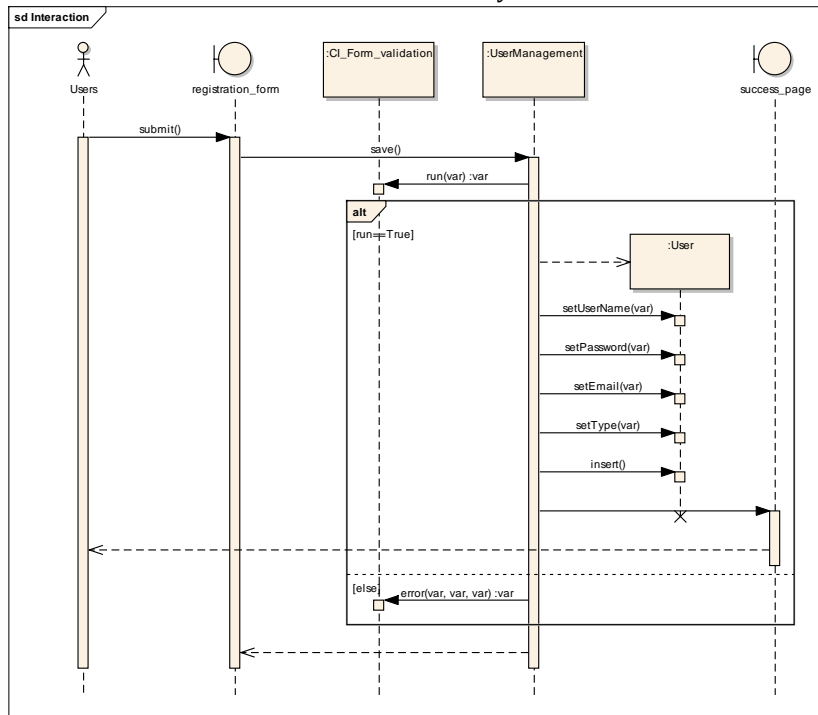 sd Interaction
:CI_Form_validation
:UserManagement
Users
registration_form
success_page
submit()
save()
run(var) :var
alt
[run==True]
:User
setUserName(var)
setPassword(var)
setEmail(var)
setType(var)
insert()
[else]
error(var, var, var) :var